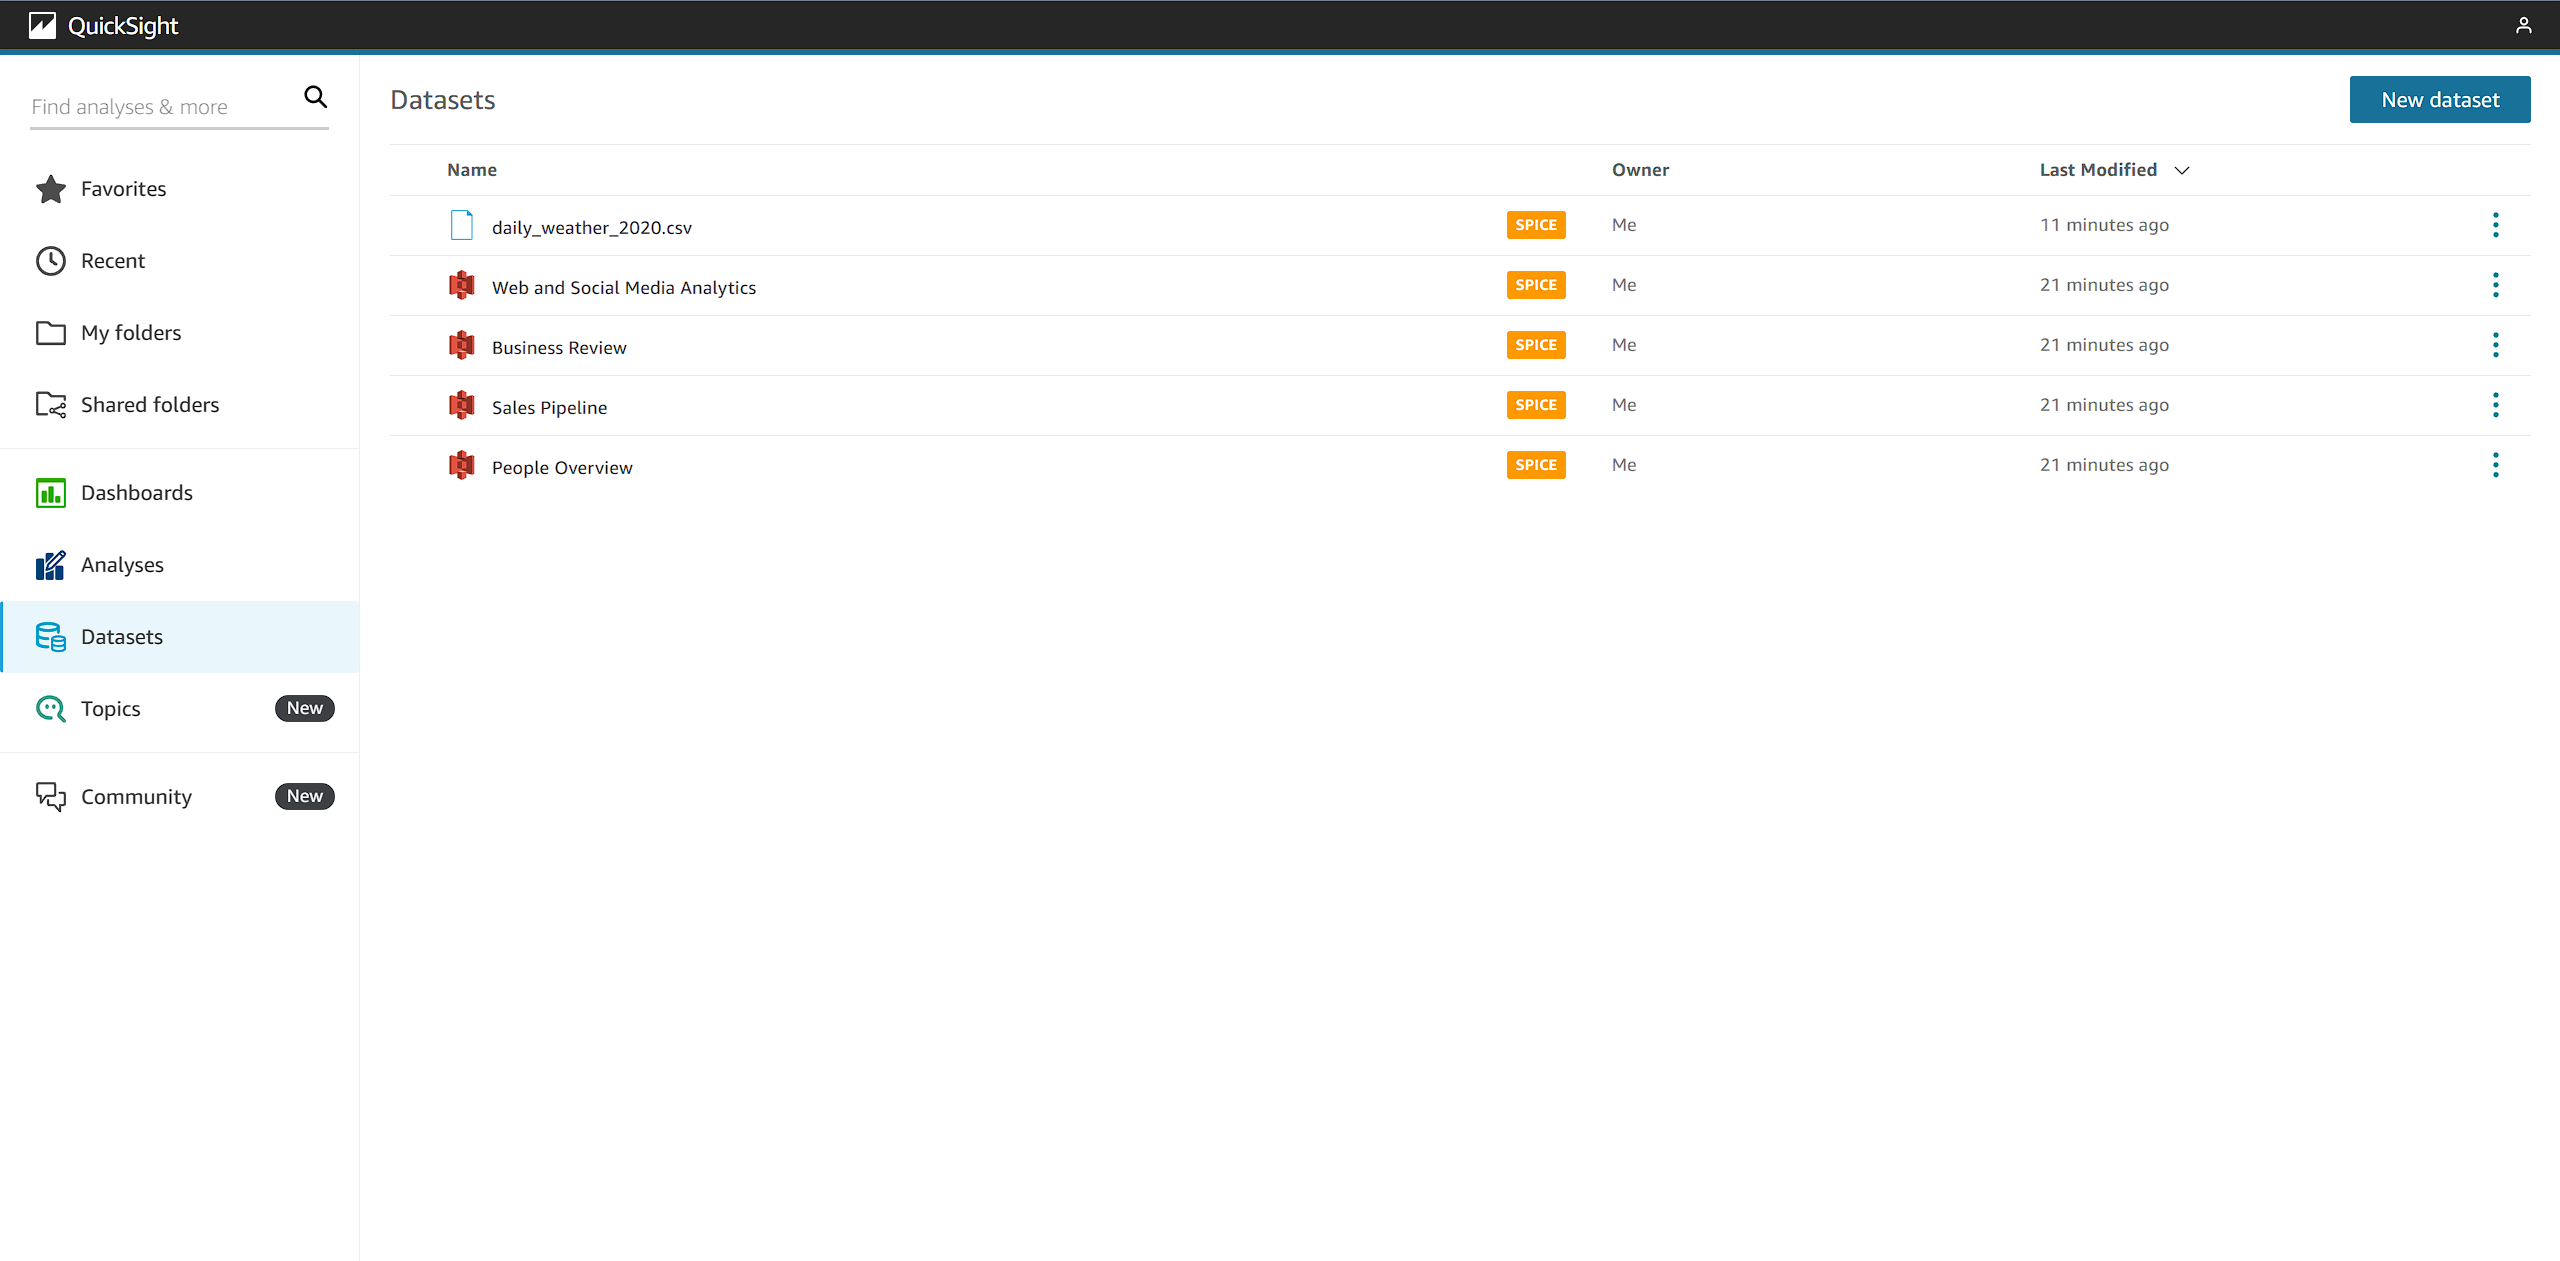 QuickSight
Find analyses & more
Favorites
Recent
My folders
Shared folders
Dashboards
Analyses
Datasets
Topics New
Community New
Datasets
New dataset
Name Owner Last Modified
daily_weather_2020.csv SPICE Me 11 minutes ago
Web and Social Media Analytics SPICE Me 21 minutes ago
Business Review SPICE Me 21 minutes ago
Sales Pipeline SPICE Me 21 minutes ago
People Overview SPICE Me 21 minutes ago